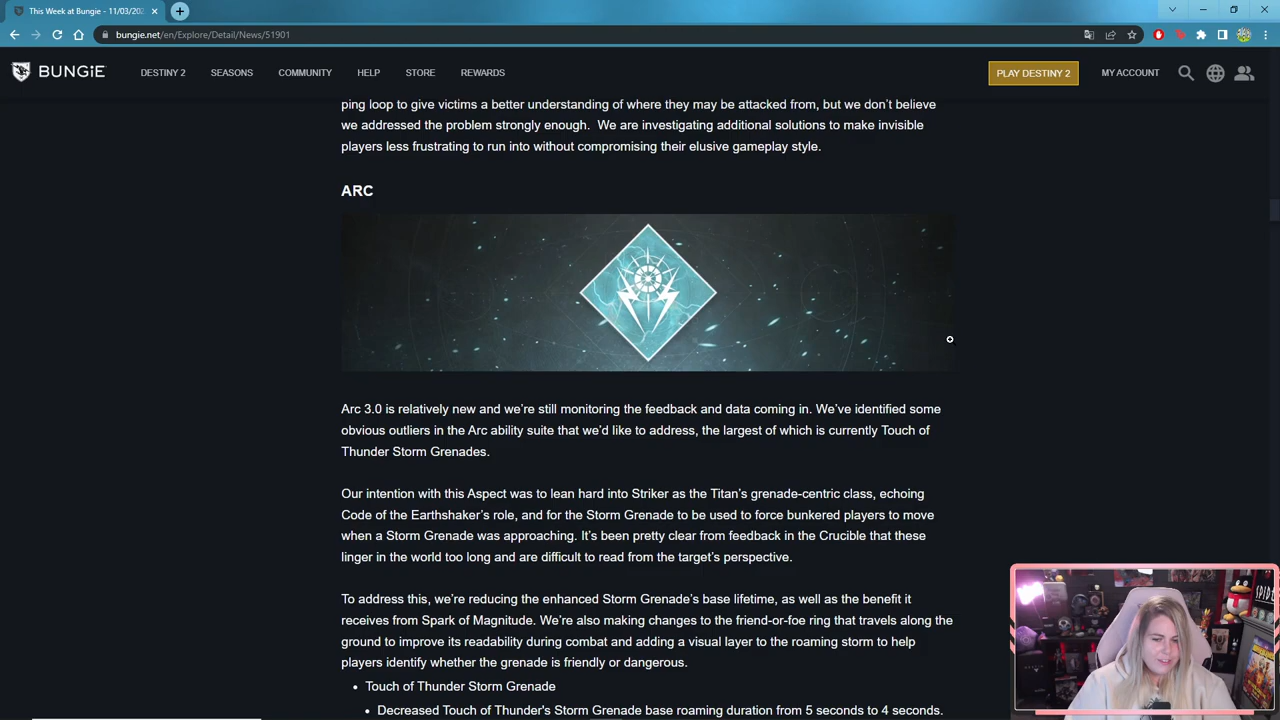 This Week at Bungie - 11/03/202
bungie.net/en/Explore/Detail/News/51901
BUNGIE
DESTINY 2
SEASONS
COMMUNITY
HELP
STORE
REWARDS
PLAY DESTINY 2
MY ACCOUNT
ping loop to give victims a better understanding of where they may be attacked from, but we don't believe
we addressed the problem strongly enough.  We are investigating additional solutions to make invisible
players less frustrating to run into without compromising their elusive gameplay style.
ARC
Arc 3.0 is relatively new and we're still monitoring the feedback and data coming in. We've identified some
obvious outliers in the Arc ability suite that we'd like to address, the largest of which is currently Touch of
Thunder Storm Grenades.
Our intention with this Aspect was to lean hard into Striker as the Titan's grenade-centric class, echoing
Code of the Earthshaker's role, and for the Storm Grenade to be used to force bunkered players to move
when a Storm Grenade was approaching. It's been pretty clear from feedback in the Crucible that these
linger in the world too long and are difficult to read from the target's perspective.
To address this, we're reducing the enhanced Storm Grenade's base lifetime, as well as the benefit it
receives from Spark of Magnitude. We're also making changes to the friend-or-foe ring that travels along the
ground to improve its readability during combat and adding a visual layer to the roaming storm to help
players identify whether the grenade is friendly or dangerous.
• Touch of Thunder Storm Grenade
• Decreased Touch of Thunder's Storm Grenade base roaming duration from 5 seconds to 4 seconds.